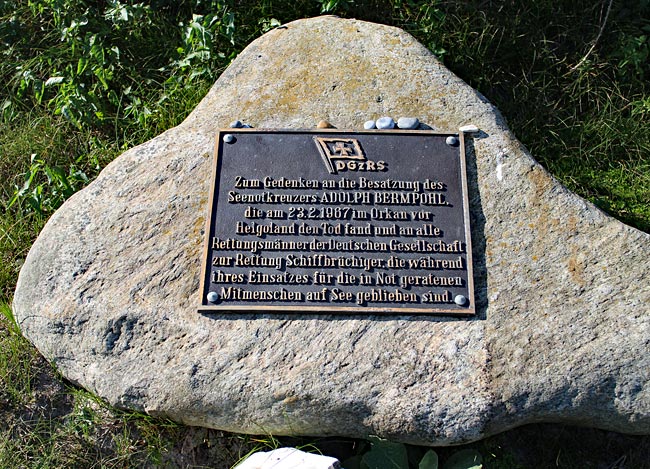 DGzRS
Zum Gedenken an die Besatzung des
Seenotkreuzers ADOLPH BERMPOHL,
die am 23.2.1967 im Orkan vor
Helgoland den Tod fand und an alle
Rettungsmänner der Deutschen Gesellschaft
zur Rettung Schiffbrüchiger, die während
ihres Einsatzes für die in Not geratenen
Mitmenschen auf See geblieben sind.